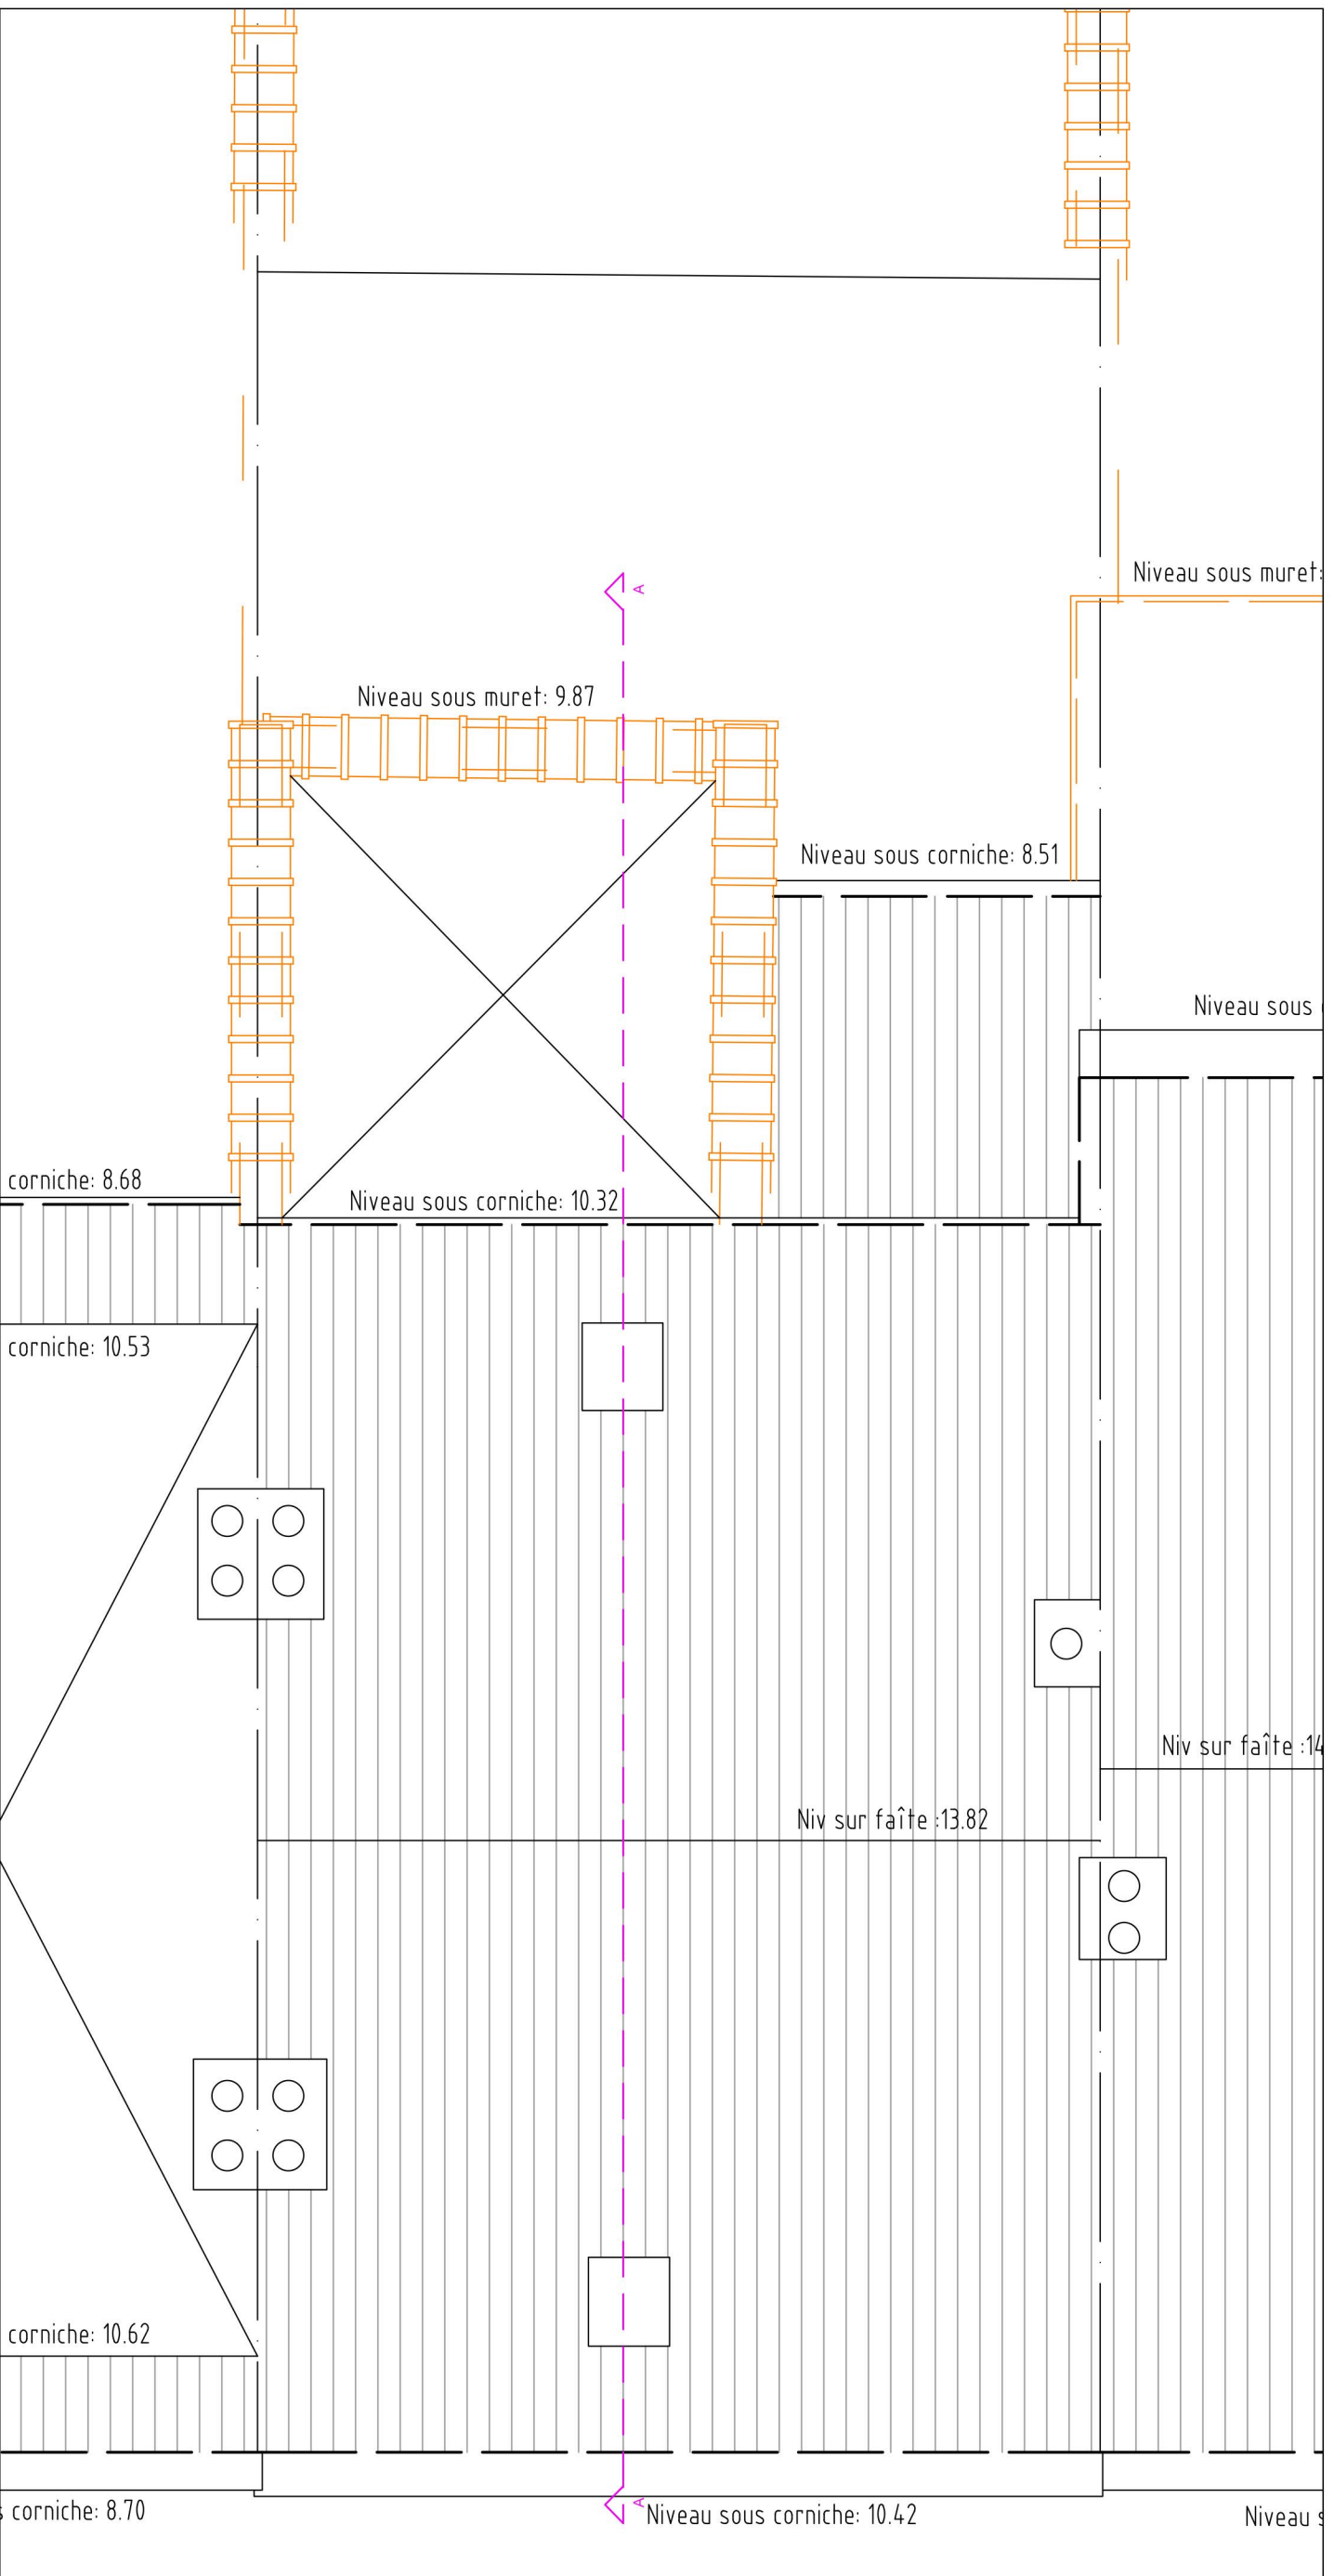 Niveau sous muret:
A
Niveau sous muret: 9.87
Niveau sous corniche: 8.51
Niveau sous
corniche: 8.68
Niveau sous corniche: 10.32
corniche: 10.53
Niv sur faîte :14
Niv sur faîte :13.82
corniche: 10.62
corniche: 8.70
A
Niveau sous corniche: 10.42
Niveau